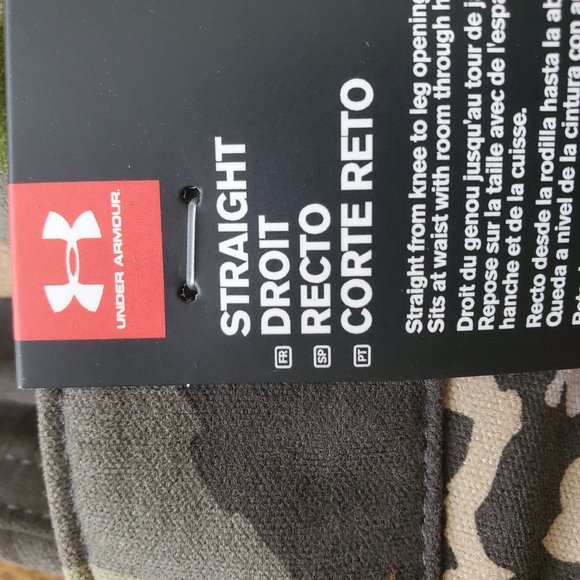 UNDER ARMOUR.
STRAIGHT
FR DROIT
SP RECTO
PT CORTE RETO
Straight from knee to leg opening
Sits at waist with room through
Droit du genou jusqu'au tour de
Repose sur la taille avec de
hanche et de la cuisse.
Recto desde la rodilla hasta la
Queda a nivel de la cintura con